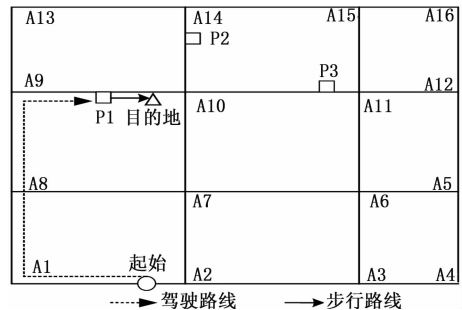 A13 A14 A15 A16
P2
P3
A9 A12
P1 目的地 A10 A11
A8 A5
A7 A6
A1 起始 A2 A3 A4
驾驶路线 步行路线